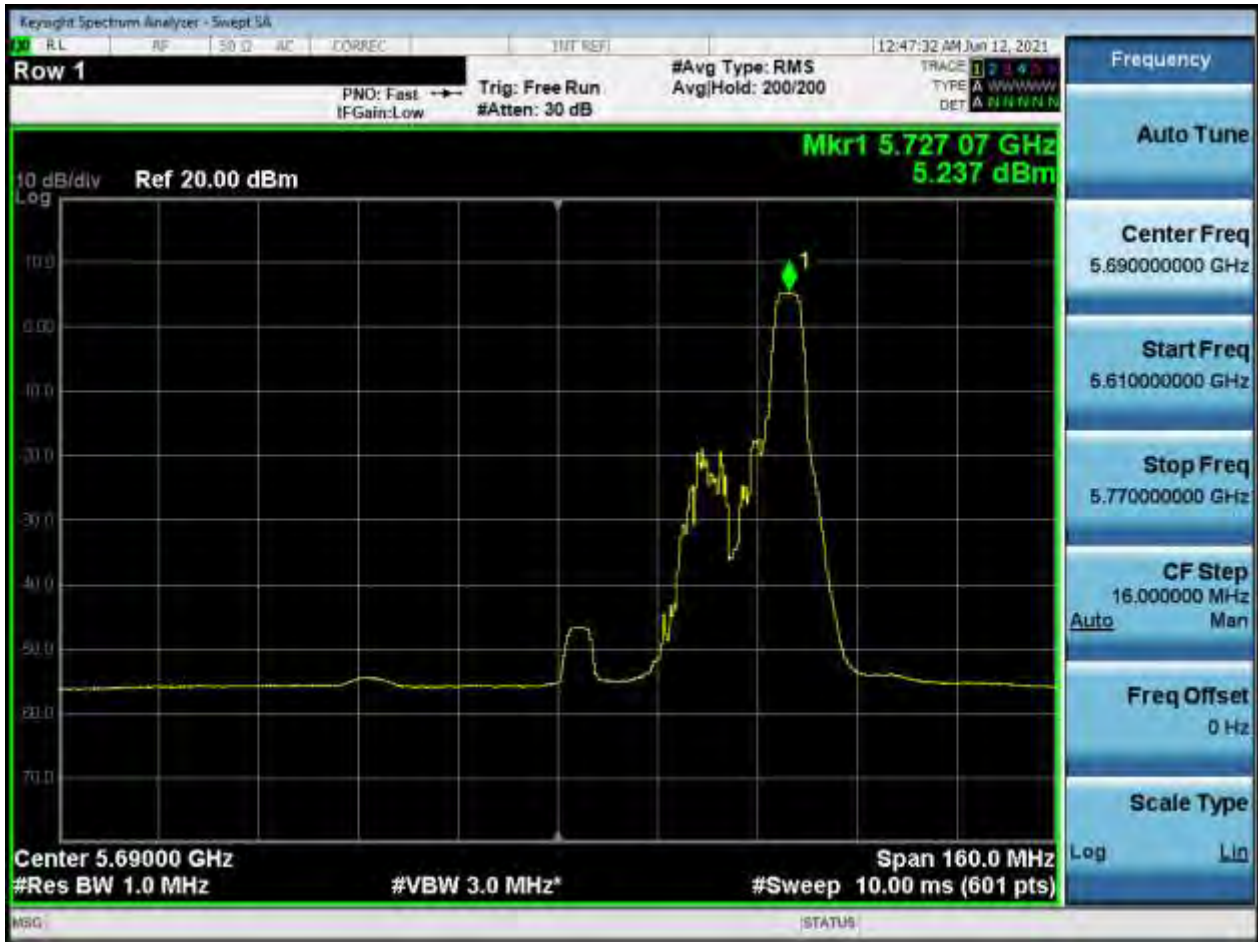 Keysight Spectrum Analyzer - Swept SA
RL RF 50 Ω AC CORREC INT REF 12:47:32 AM Jun 12, 2021
Row 1
PNO: Fast
IFGain:Low
Trig: Free Run
#Atten: 30 dB
#Avg Type: RMS
Avg|Hold: 200/200
TRACE 1 2 3 4 5 6
TYPE A WWWWW
DET A N N N N N
Mkr1 5.727 07 GHz
5.237 dBm
10 dB/div Ref 20.00 dBm
Log
1
10.0
0.00
-10.0
-20.0
-30.0
-40.0
-50.0
-60.0
-70.0
Center 5.69000 GHz
Span 160.0 MHz
#Res BW 1.0 MHz
#VBW 3.0 MHz*
#Sweep 10.00 ms (601 pts)
MSG
STATUS
Frequency
Auto Tune
Center Freq
5.690000000 GHz
Start Freq
5.610000000 GHz
Stop Freq
5.770000000 GHz
CF Step
16.000000 MHz
Auto Man
Freq Offset
0 Hz
Scale Type
Log Lin